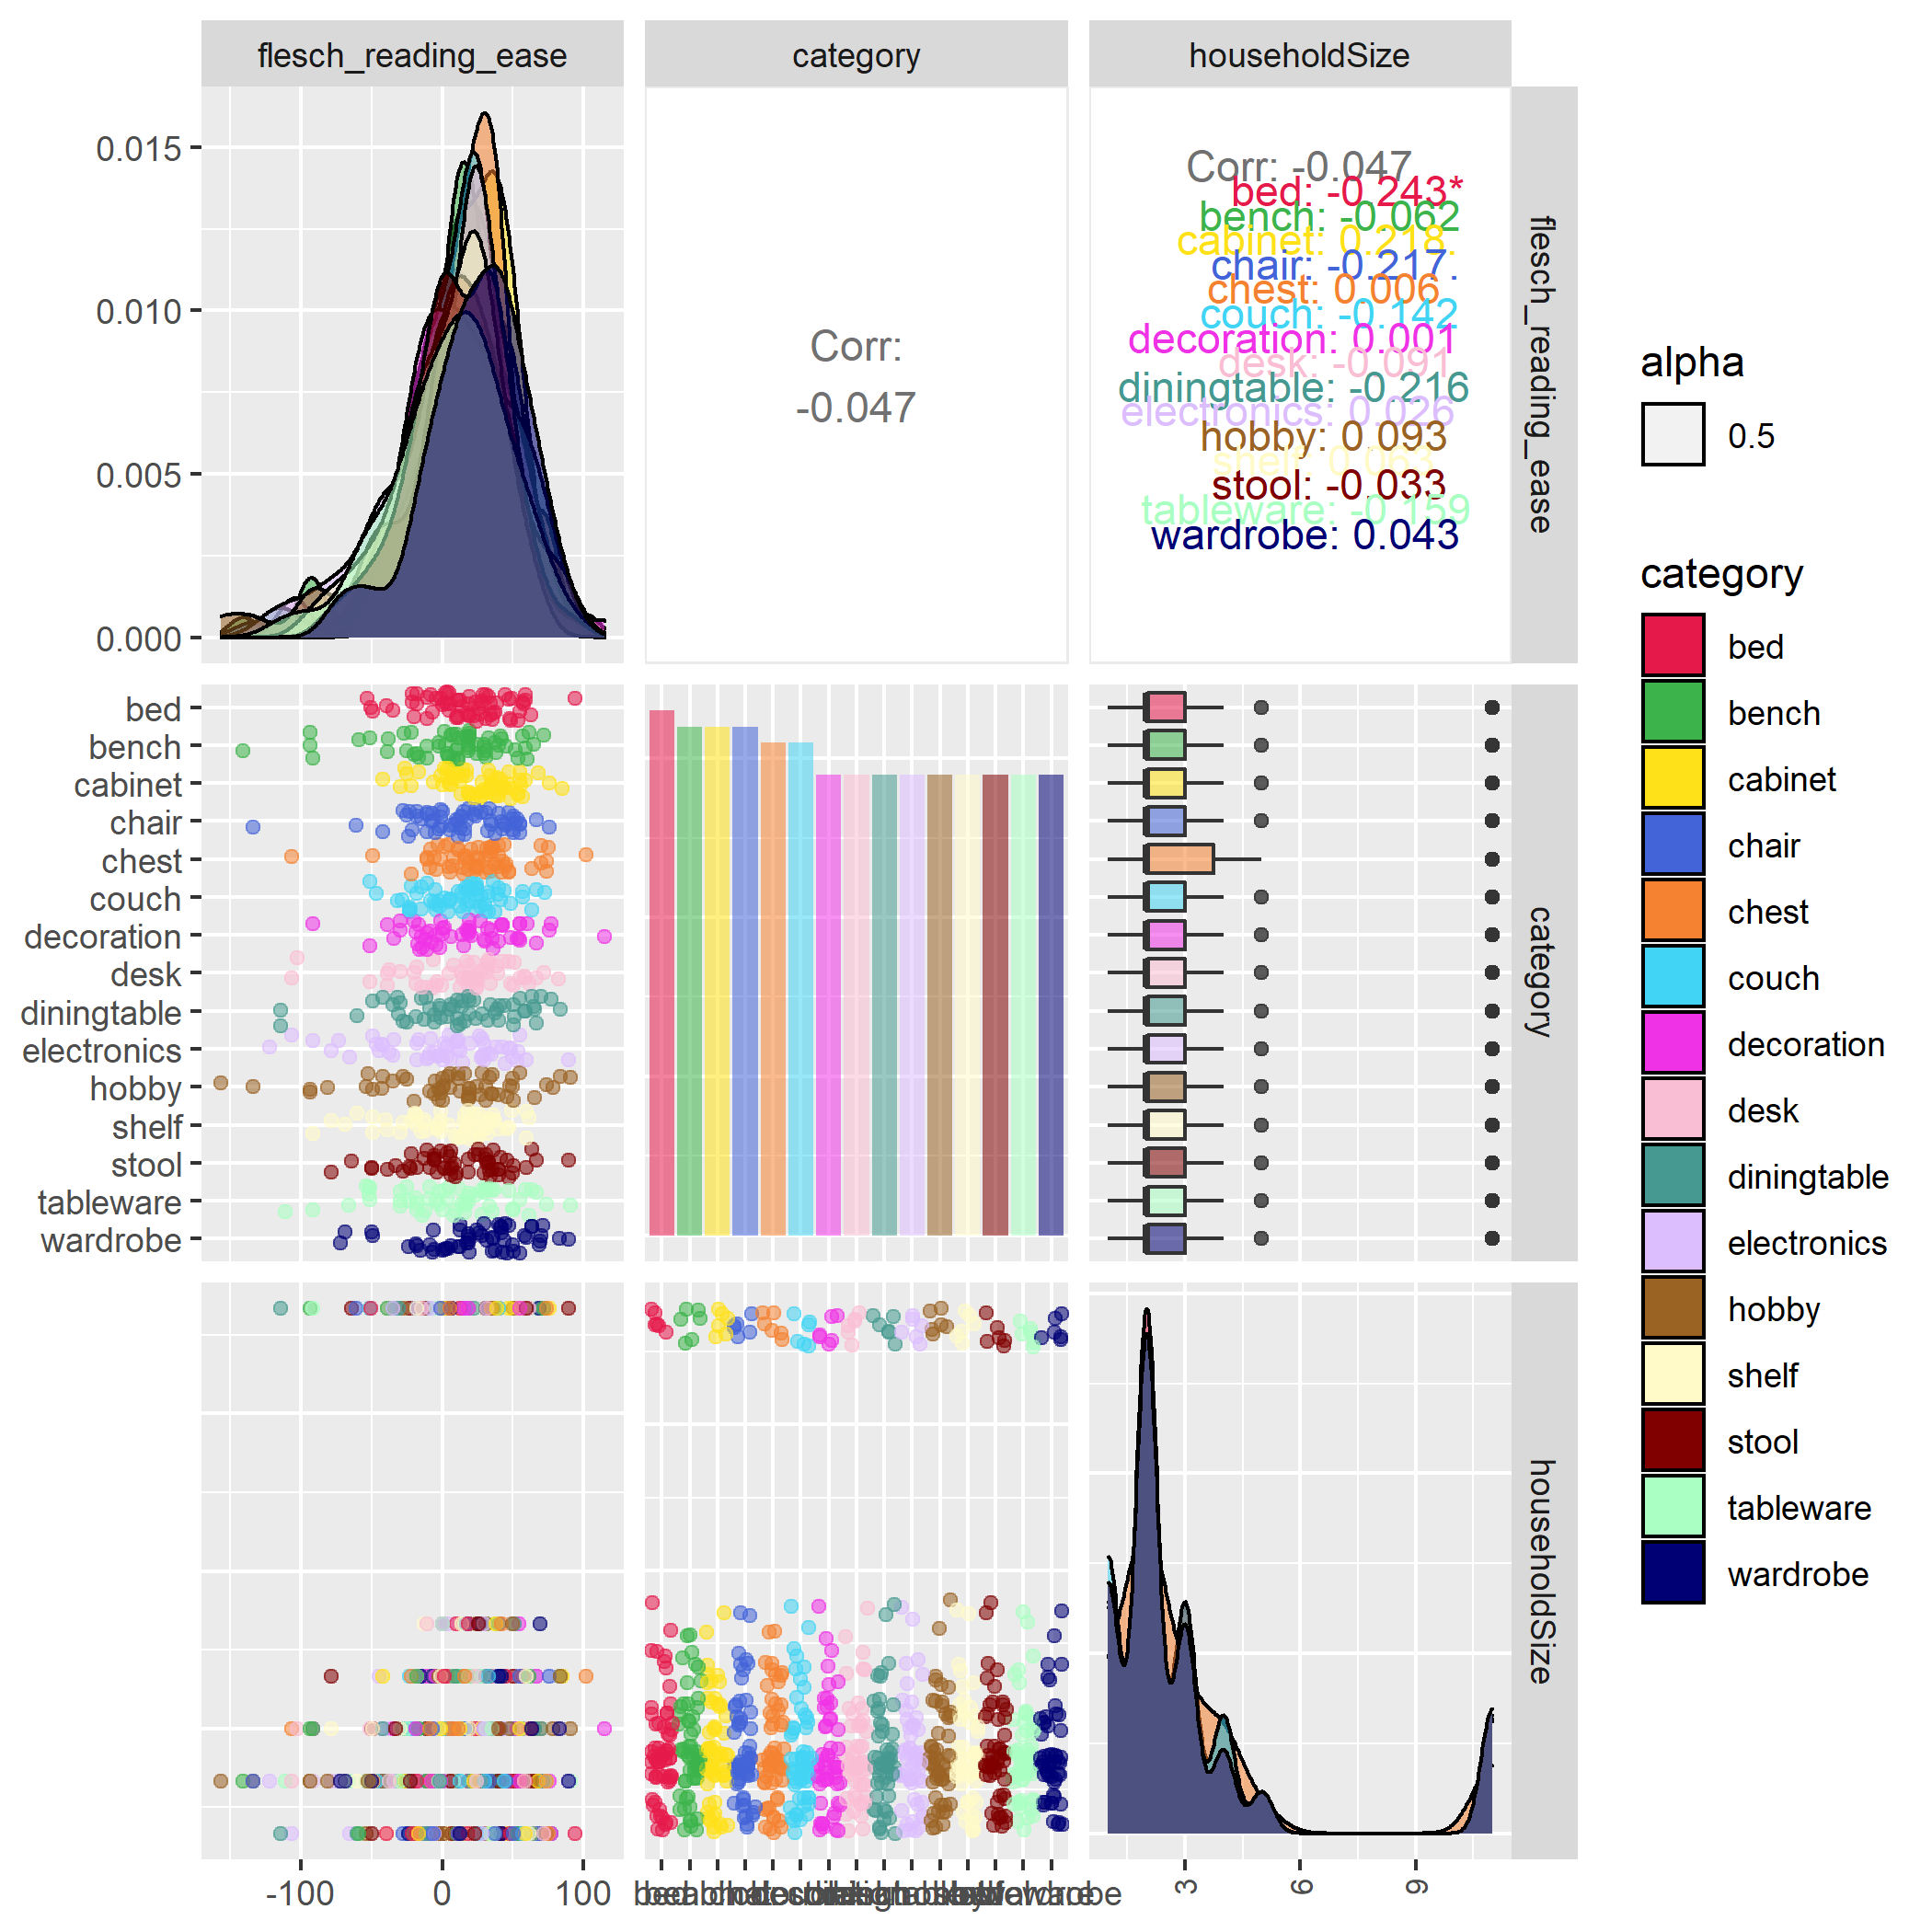 flesch_reading_ease
category
householdSize
0.015
0.010
0.005
0.000
Corr:
-0.047
Corr: -0.047
bed: -0.243*
bench: -0.062
cabinet: 0.218.
chair: -0.217.
chest: 0.006
couch: -0.142
decoration: 0.001
desk: -0.091
diningtable: -0.216
electronics: 0.026
hobby: 0.093
shelf: 0.063
stool: -0.033
tableware: -0.159
wardrobe: 0.043
flesch_reading_ease
bed
bench
cabinet
chair
chest
couch
decoration
desk
diningtable
electronics
hobby
shelf
stool
tableware
wardrobe
category
householdSize
-100
0
100
3
6
9
alpha
0.5
category
bed
bench
cabinet
chair
chest
couch
decoration
desk
diningtable
electronics
hobby
shelf
stool
tableware
wardrobe